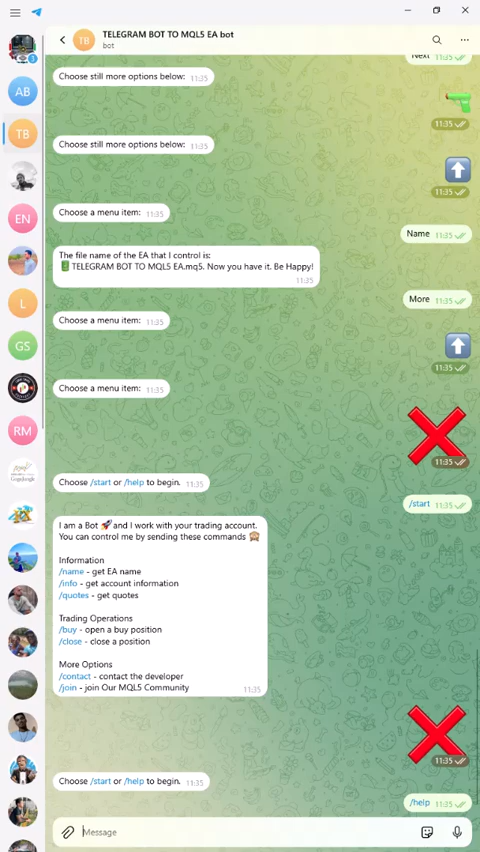 TELEGRAM BOT TO MQL5 EA bot
bot
TB
3
AB
TB
EN
L
GS
RM
Next
11:35
Choose still more options below: 11:35
11:35
Choose still more options below: 11:35
11:35
Choose a menu item: 11:35
Name 11:35
The file name of the EA that I control is:
TELEGRAM BOT TO MQL5 EA.mq5. Now you have it. Be Happy!
11:35
More 11:35
Choose a menu item: 11:35
11:35
Choose a menu item: 11:35
11:35
Choose /start or /help to begin. 11:35
/start 11:35
I am a Bot 🚀 and I work with your trading account.
You can control me by sending these commands 🙈
Information
/name - get EA name
/info - get account information
/quotes - get quotes
Trading Operations
/buy - open a buy position
/close - close a position
More Options
/contact - contact the developer
/join - join Our MQL5 Community 11:35
11:35
Choose /start or /help to begin. 11:35
/help 11:35
Message